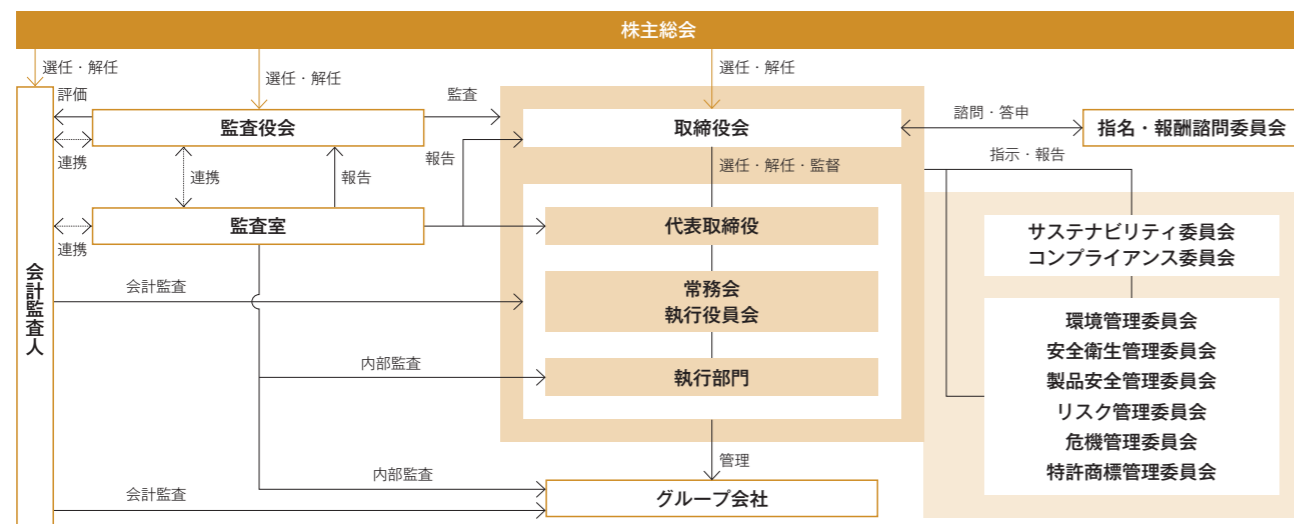 株主総会
選任・解任
選任・解任
選任・解任
評価
監査
監査役会
取締役会
諮問・答申
指名・報酬諮問委員会
連携
連携
報告
報告
選任・解任・監督
指示・報告
監査室
代表取締役
連携
サステナビリティ委員会
コンプライアンス委員会
会計監査人
会計監査
常務会
執行役員会
内部監査
執行部門
環境管理委員会
安全衛生管理委員会
製品安全管理委員会
リスク管理委員会
危機管理委員会
特許商標管理委員会
管理
内部監査
会計監査
グループ会社